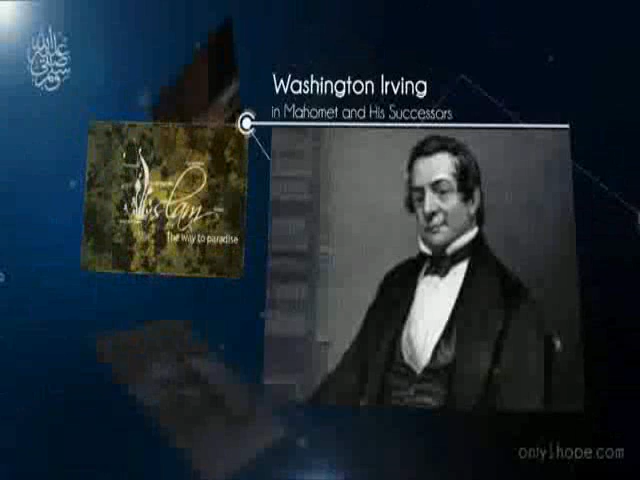 Washington Irving
in Mahomet and His Successors
Islam
The way to paradise
only1hope.com